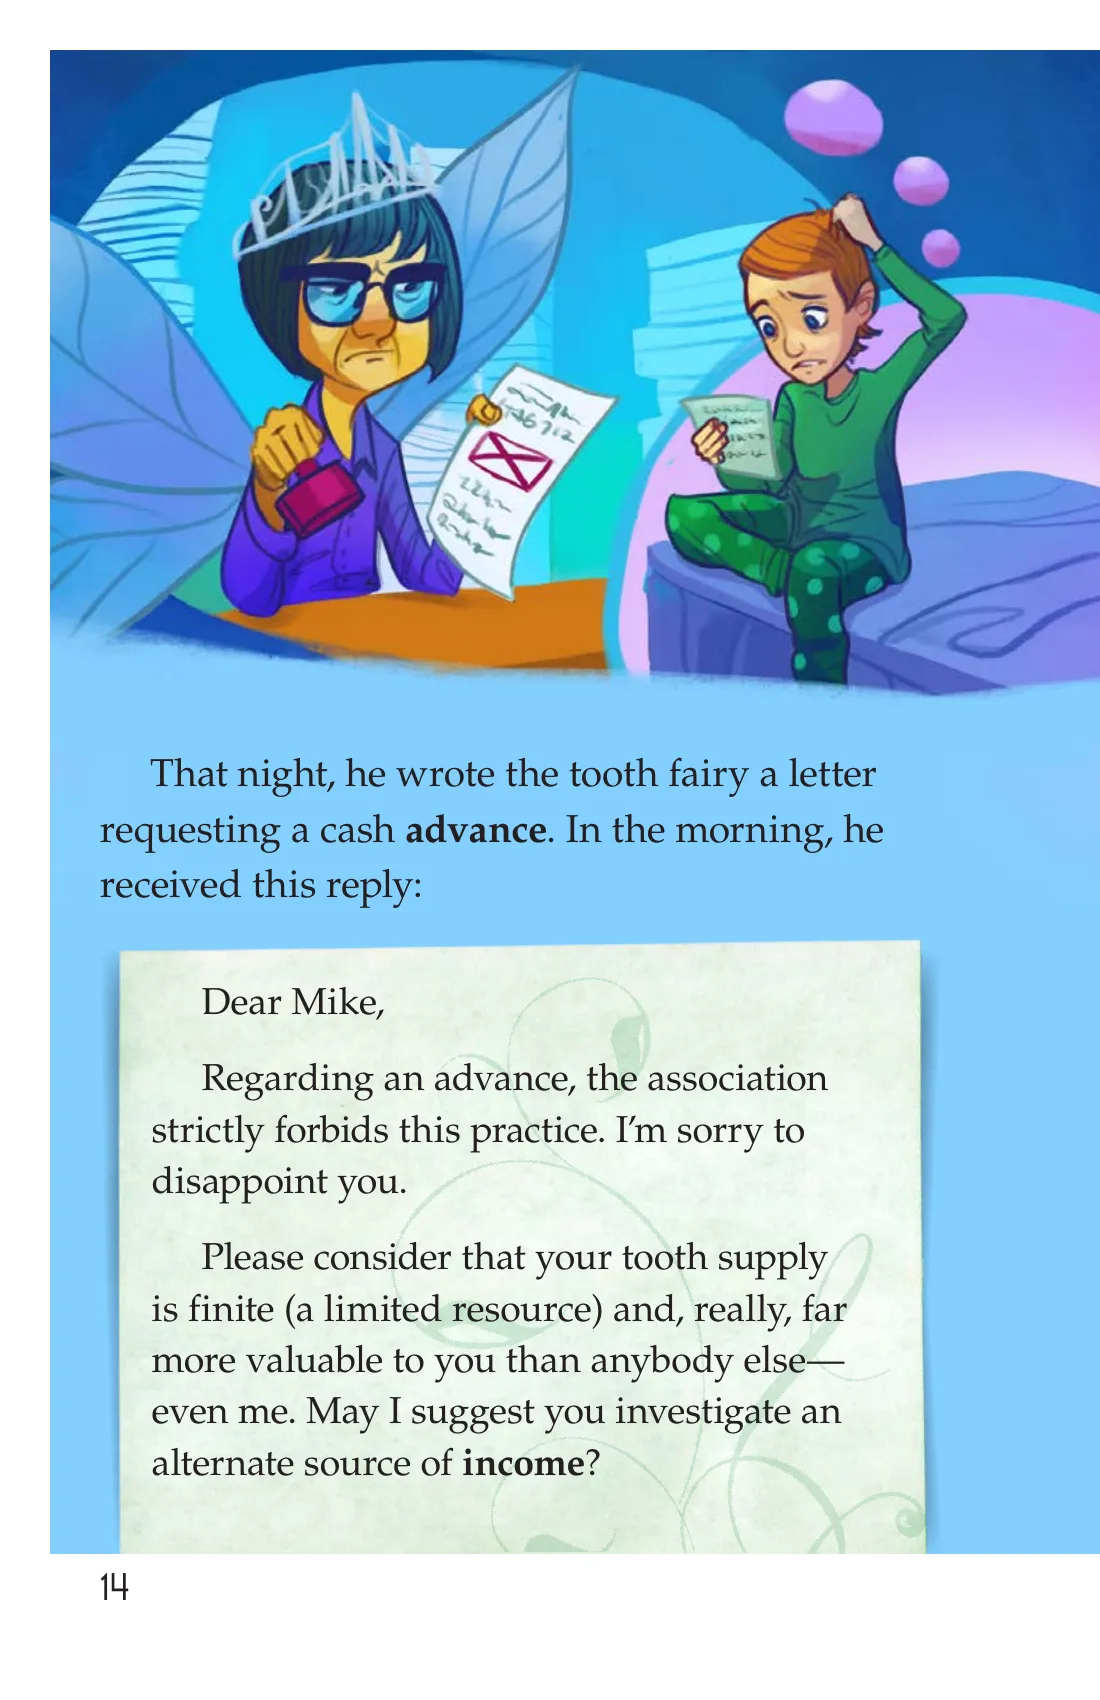 That night, he wrote the tooth fairy a letter
requesting a cash advance. In the morning, he
received this reply:
Dear Mike,
Regarding an advance, the association
strictly forbids this practice. I’m sorry to
disappoint you.
Please consider that your tooth supply
is finite (a limited resource) and, really, far
more valuable to you than anybody else—
even me. May I suggest you investigate an
alternate source of income?
14